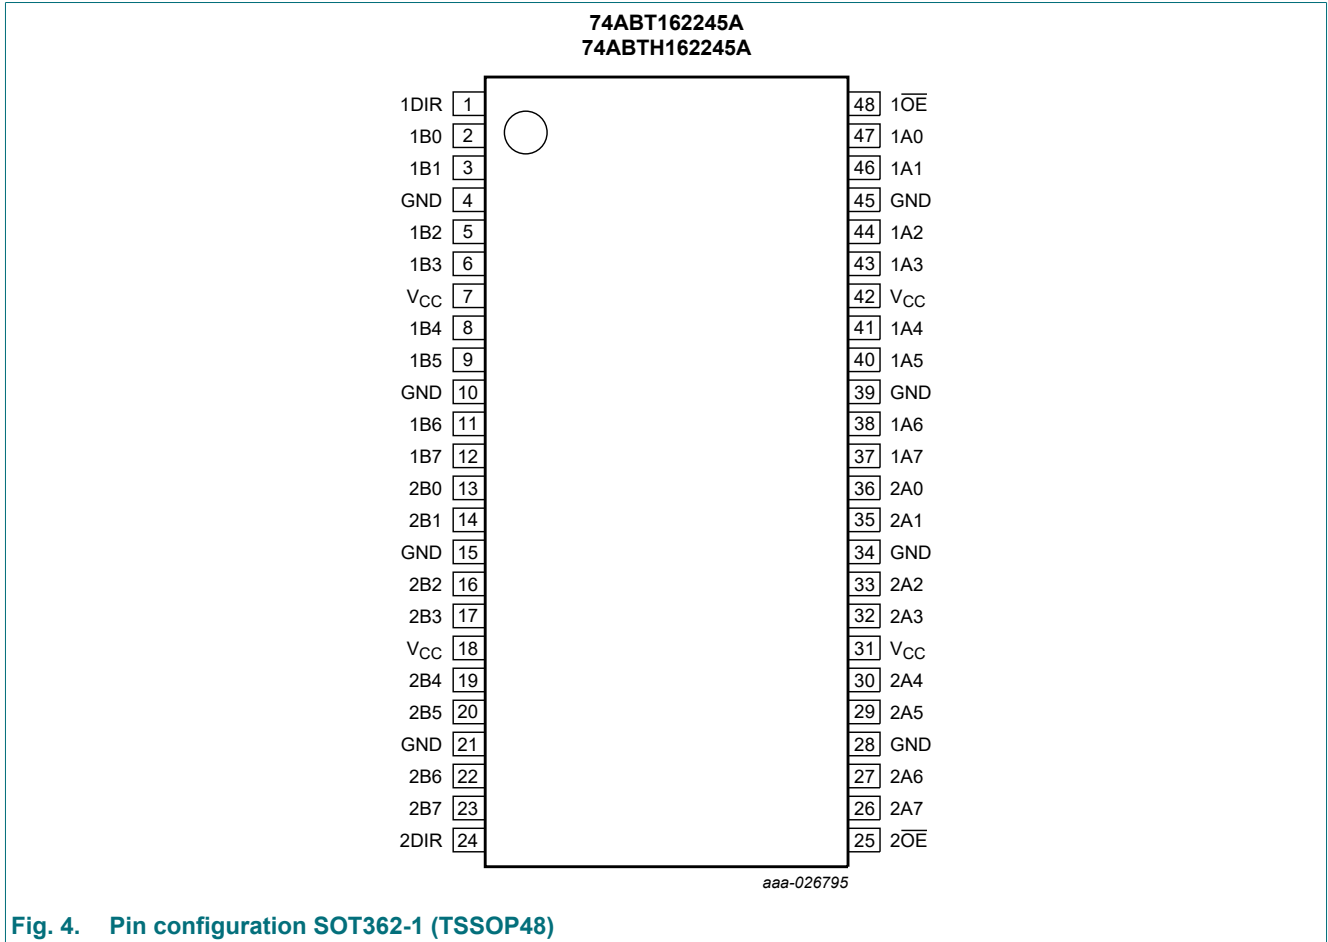 74ABT162245A
74ABTH162245A
1DIR 1 48 1O̅E̅
1B0 2 47 1A0
1B1 3 46 1A1
GND 4 45 GND
1B2 5 44 1A2
1B3 6 43 1A3
VCC 7 42 VCC
1B4 8 41 1A4
1B5 9 40 1A5
GND 10 39 GND
1B6 11 38 1A6
1B7 12 37 1A7
2B0 13 36 2A0
2B1 14 35 2A1
GND 15 34 GND
2B2 16 33 2A2
2B3 17 32 2A3
VCC 18 31 VCC
2B4 19 30 2A4
2B5 20 29 2A5
GND 21 28 GND
2B6 22 27 2A6
2B7 23 26 2A7
2DIR 24 25 2O̅E̅
aaa-026795
Fig. 4. Pin configuration SOT362-1 (TSSOP48)